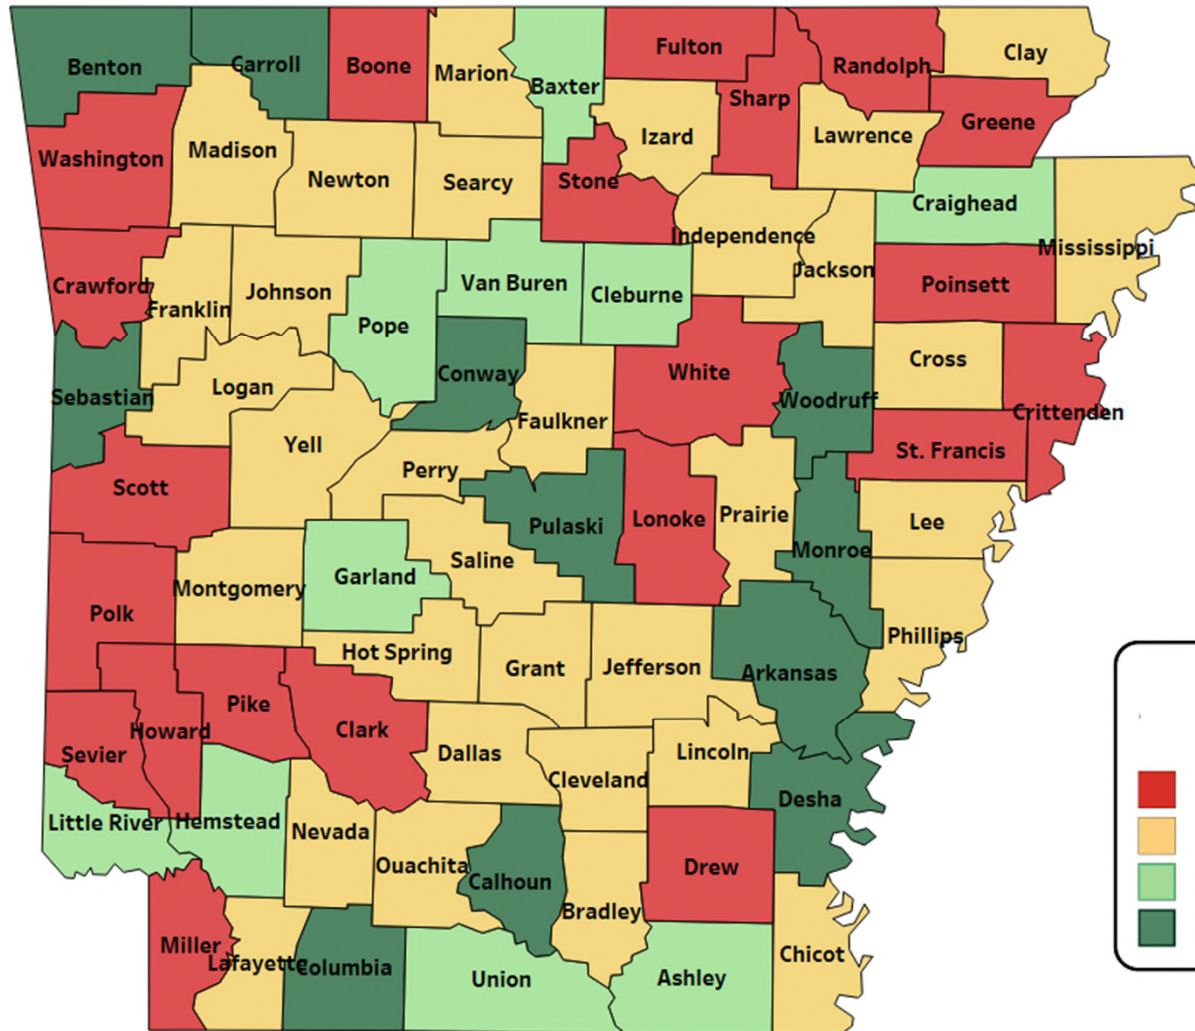 Benton
Carroll
Boone
Marion
Baxter
Fulton
Sharp
Randolph
Clay
Washington
Madison
Newton
Searcy
Stone
Izard
Lawrence
Greene
Craighead
Mississippi
Crawford
Franklin
Johnson
Pope
Van Buren
Cleburne
Independence
Jackson
Poinsett
Sebastian
Logan
Conway
Faulkner
White
Woodruff
Cross
Crittenden
Scott
Yell
Perry
Pulaski
Lonoke
Prairie
St. Francis
Lee
Monroe
Polk
Montgomery
Garland
Saline
Hot Spring
Grant
Jefferson
Arkansas
Phillips
Sevier
Howard
Pike
Clark
Dallas
Cleveland
Lincoln
Desha
Little River
Hemstead
Nevada
Ouachita
Calhoun
Bradley
Drew
Miller
Lafayette
Columbia
Union
Ashley
Chicot